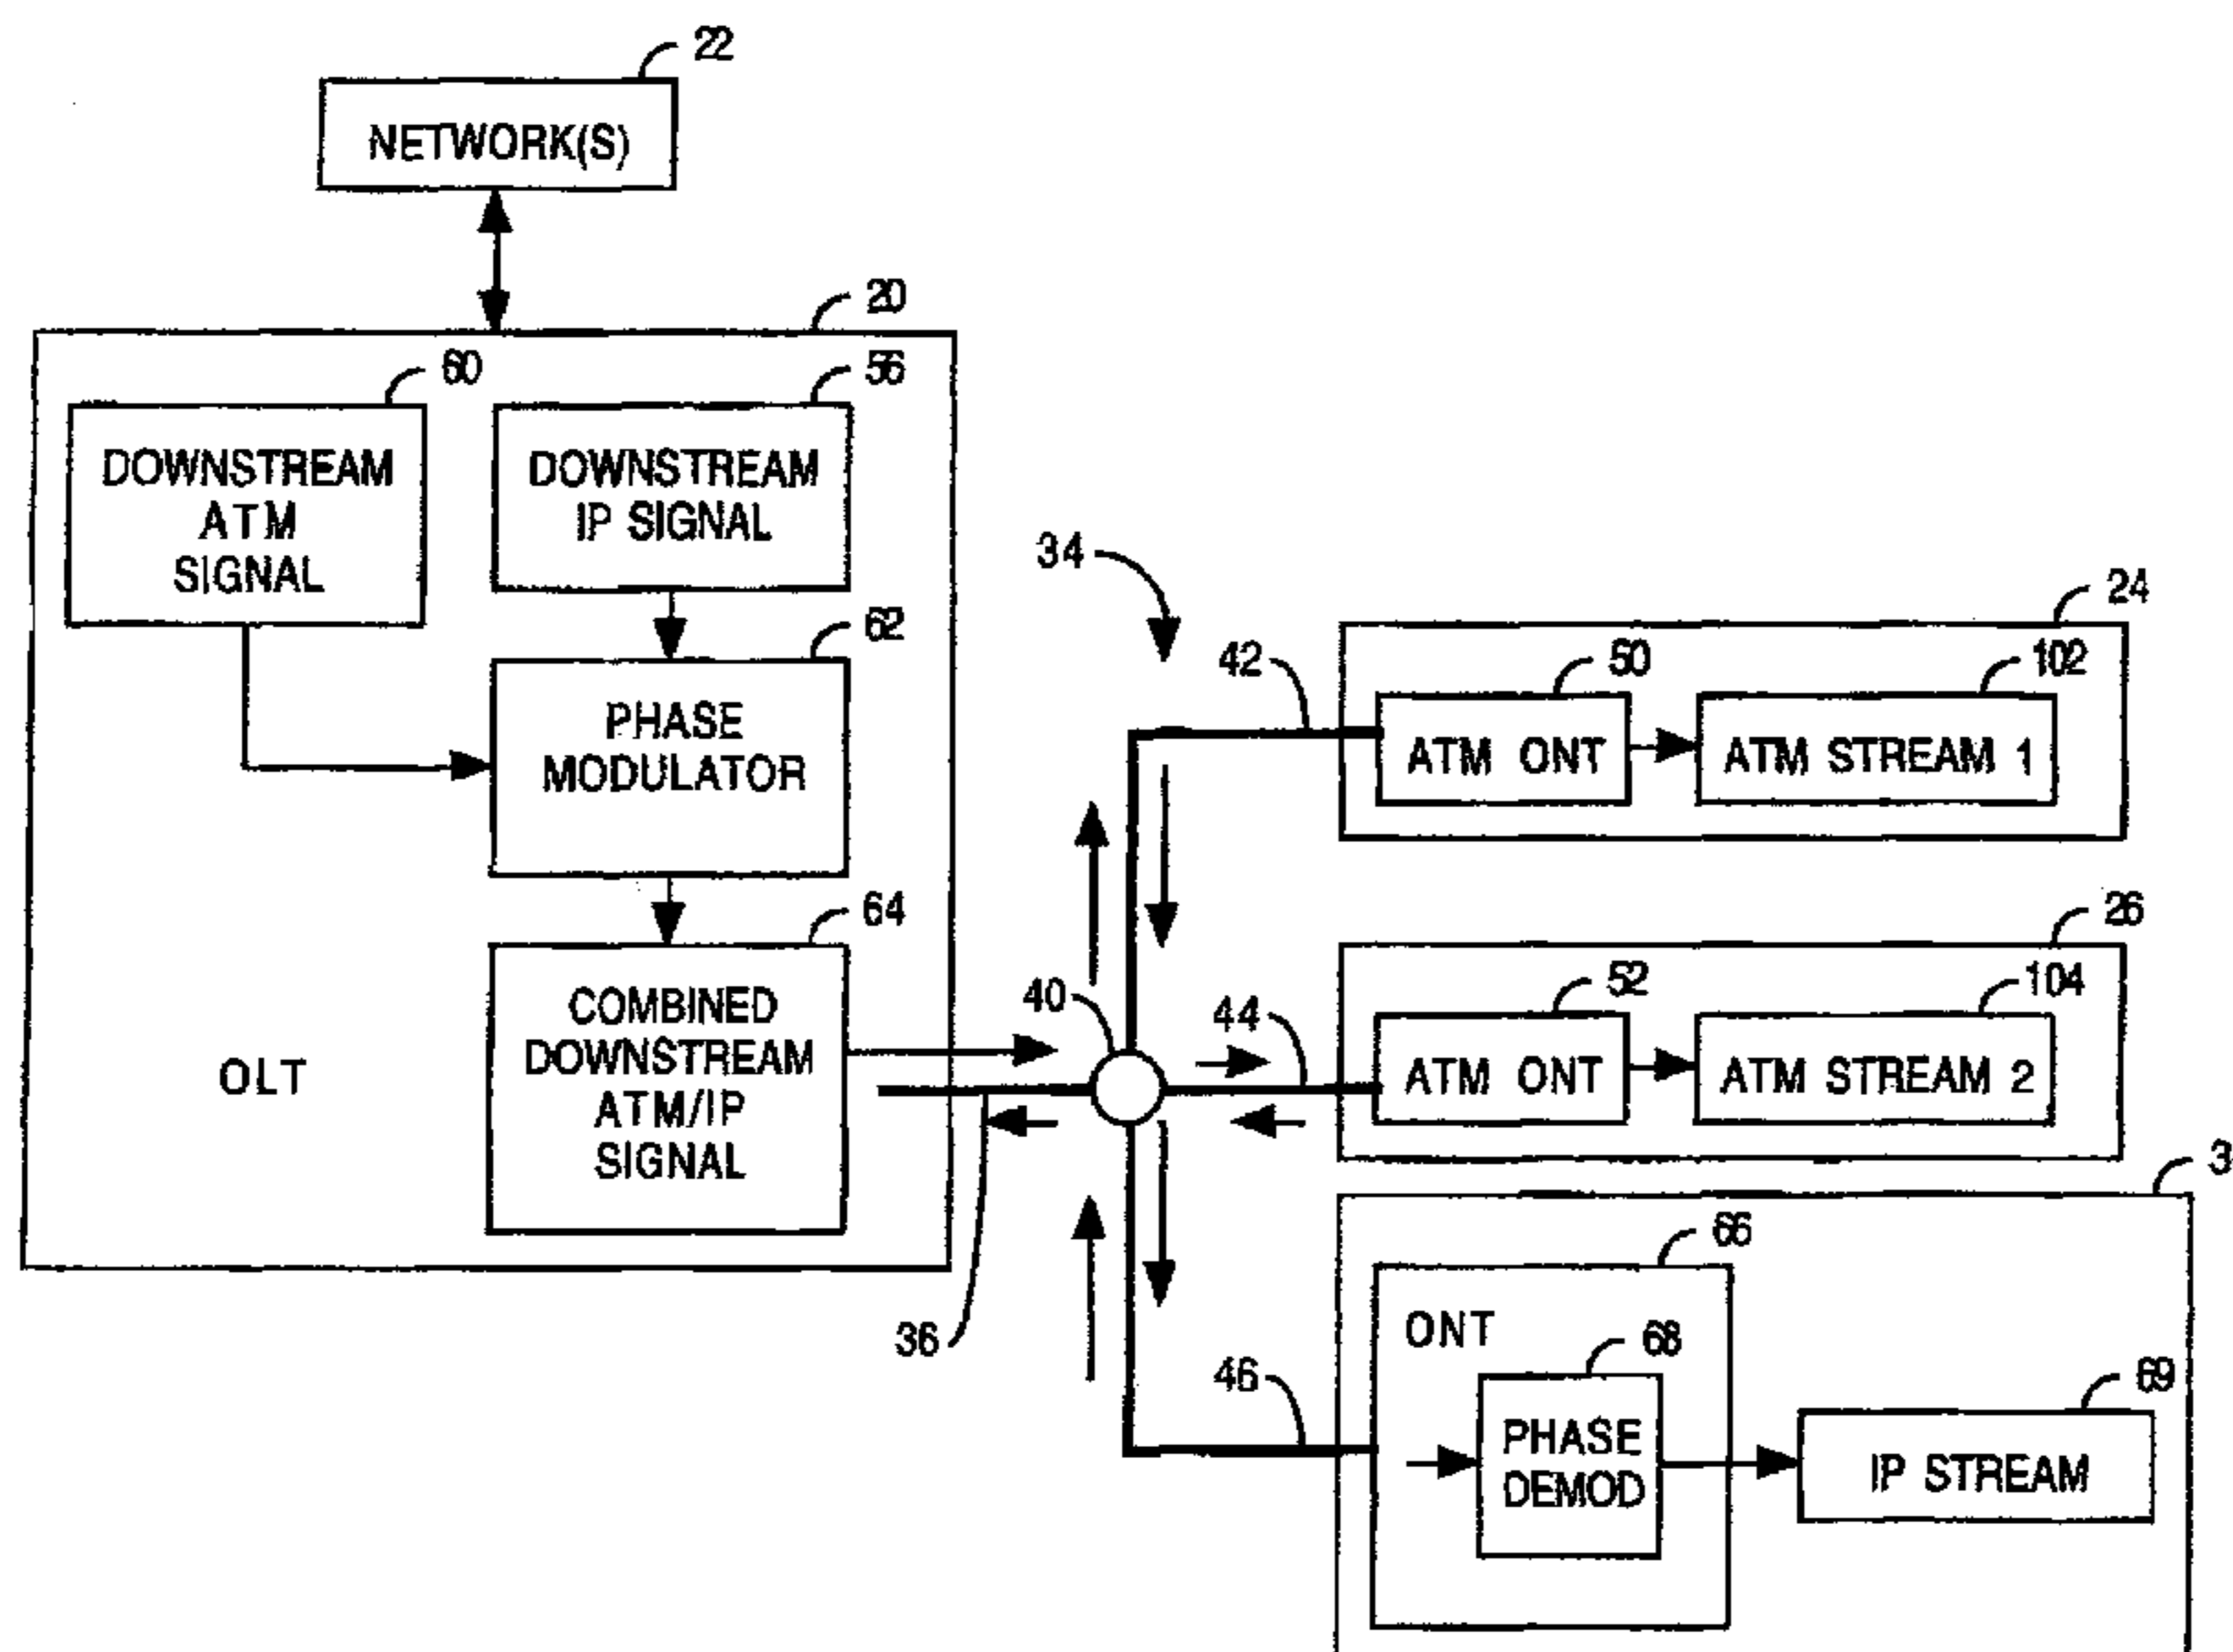 22
NETWORK(S)
20
60
56
DOWNSTREAM
ATM
SIGNAL
DOWNSTREAM
IP SIGNAL
62
PHASE
MODULATOR
64
COMBINED
DOWNSTREAM
ATM/IP
SIGNAL
OLT
34
42
24
50
102
ATM ONT
ATM STREAM 1
40
44
26
52
104
ATM ONT
ATM STREAM 2
36
46
3
66
ONT
68
PHASE
DEMOD
69
IP STREAM